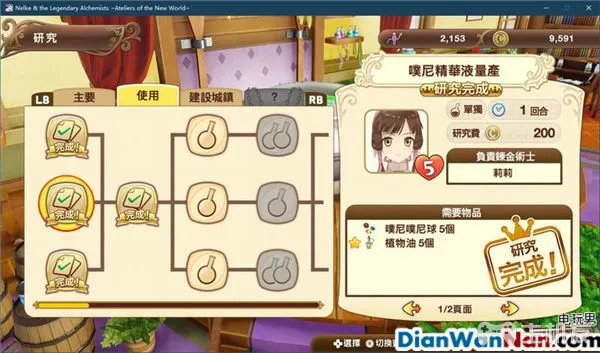 Nelke & the Legendary Alchemists ~Ateliers of the New World~
研究
2,153
9,591
LB
主要
使用
建設城鎮
?
RB
完成!
完成!
完成!
完成!
噗尼精華液量產
研究完成
單獨
1回合
研究費
200
5
負責鍊金術士
莉莉
需要物品
噗尼噗尼球 5個
植物油 5個
研究
完成!
1/2頁面
選擇
切換
电玩男
DianWanNan.com